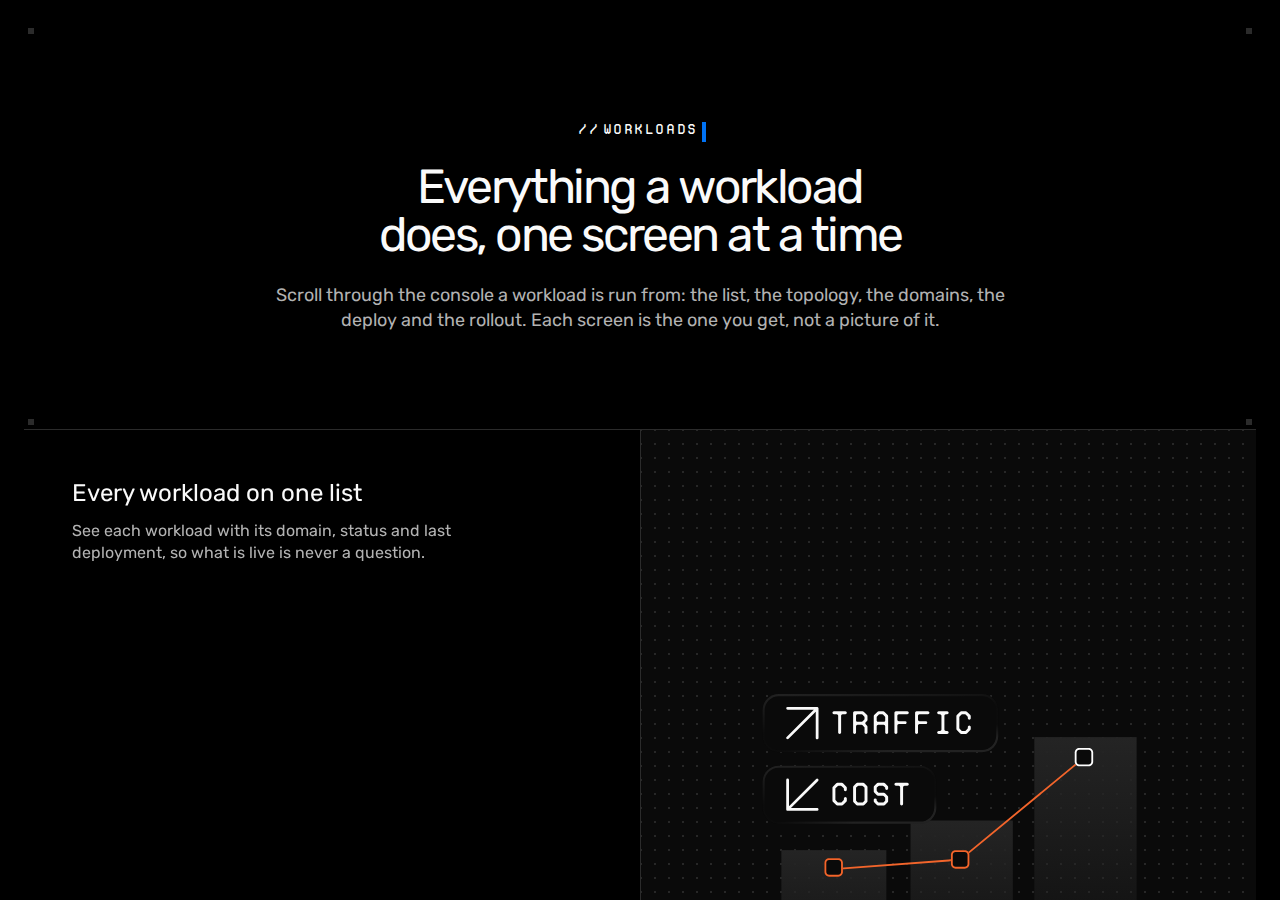 // WORKLOADS
Everything a workload
does, one screen at a time
Scroll through the console a workload is run from: the list, the topology, the domains, the
deploy and the rollout. Each screen is the one you get, not a picture of it.
Every workload on one list
See each workload with its domain, status and last
deployment, so what is live is never a question.
TRAFFIC
COST